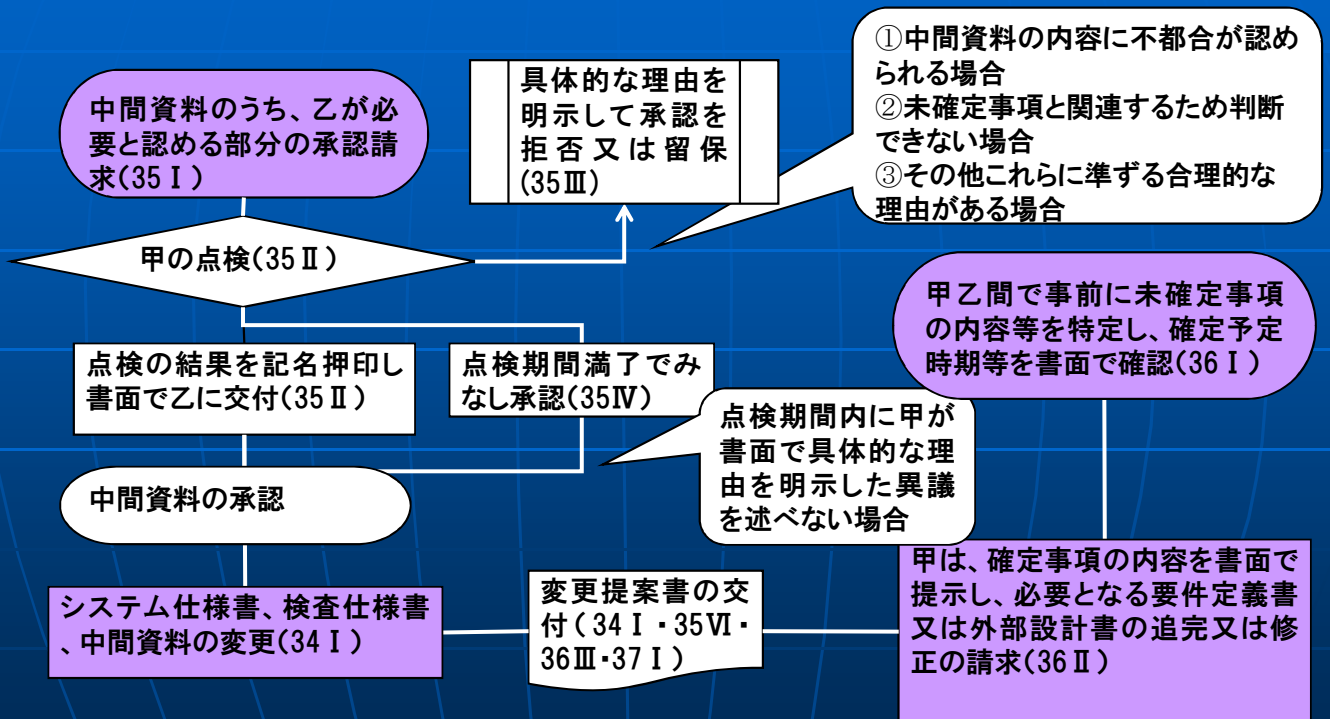 中間資料のうち、乙が必
要と認める部分の承認請
求(35Ⅰ)
具体的な理由を
明示して承認を
拒否又は留保
(35Ⅲ)
①中間資料の内容に不都合が認め
られる場合
②未確定事項と関連するため判断
できない場合
③その他これらに準ずる合理的な
理由がある場合
甲の点検(35Ⅱ)
甲乙間で事前に未確定事項
の内容等を特定し、確定予定
時期等を書面で確認(36Ⅰ)
点検の結果を記名押印し
書面で乙に交付(35Ⅱ)
点検期間満了でみ
なし承認(35Ⅳ)
点検期間内に甲が
書面で具体的な理
由を明示した異議
を述べない場合
中間資料の承認
システム仕様書、検査仕様書
、中間資料の変更(34Ⅰ)
変更提案書の交
付(34Ⅰ・35Ⅵ・
36Ⅲ・37Ⅰ)
甲は、確定事項の内容を書面で
提示し、必要となる要件定義書
又は外部設計書の追完又は修
正の請求(36Ⅱ)